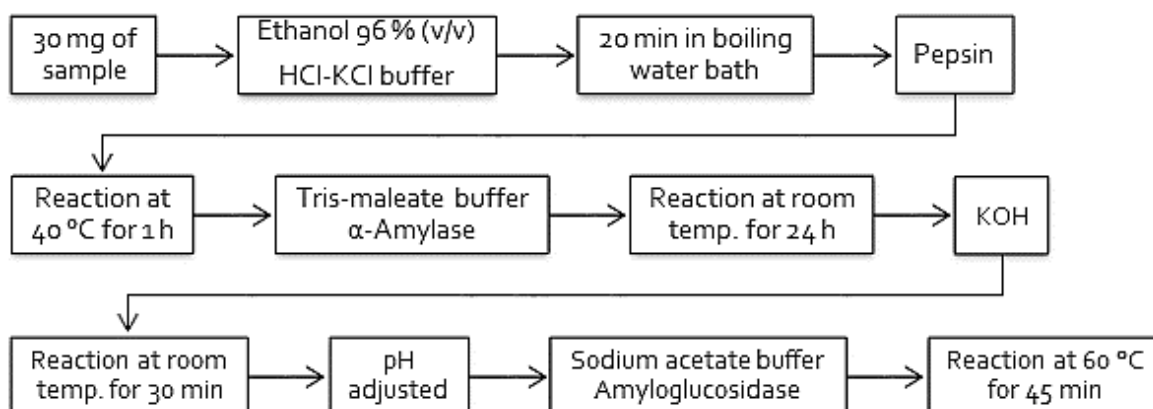 30 mg of
sample
Ethanol 96 % (v/v)
HCl-KCl buffer
20 min in boiling
water bath
Pepsin
Reaction at
40 ºC for 1 h
Tris-maleate buffer
α-Amylase
Reaction at room
temp. for 24 h
KOH
Reaction at room
temp. for 30 min
pH
adjusted
Sodium acetate buffer
Amyloglucosidase
Reaction at 60 ºC
for 45 min